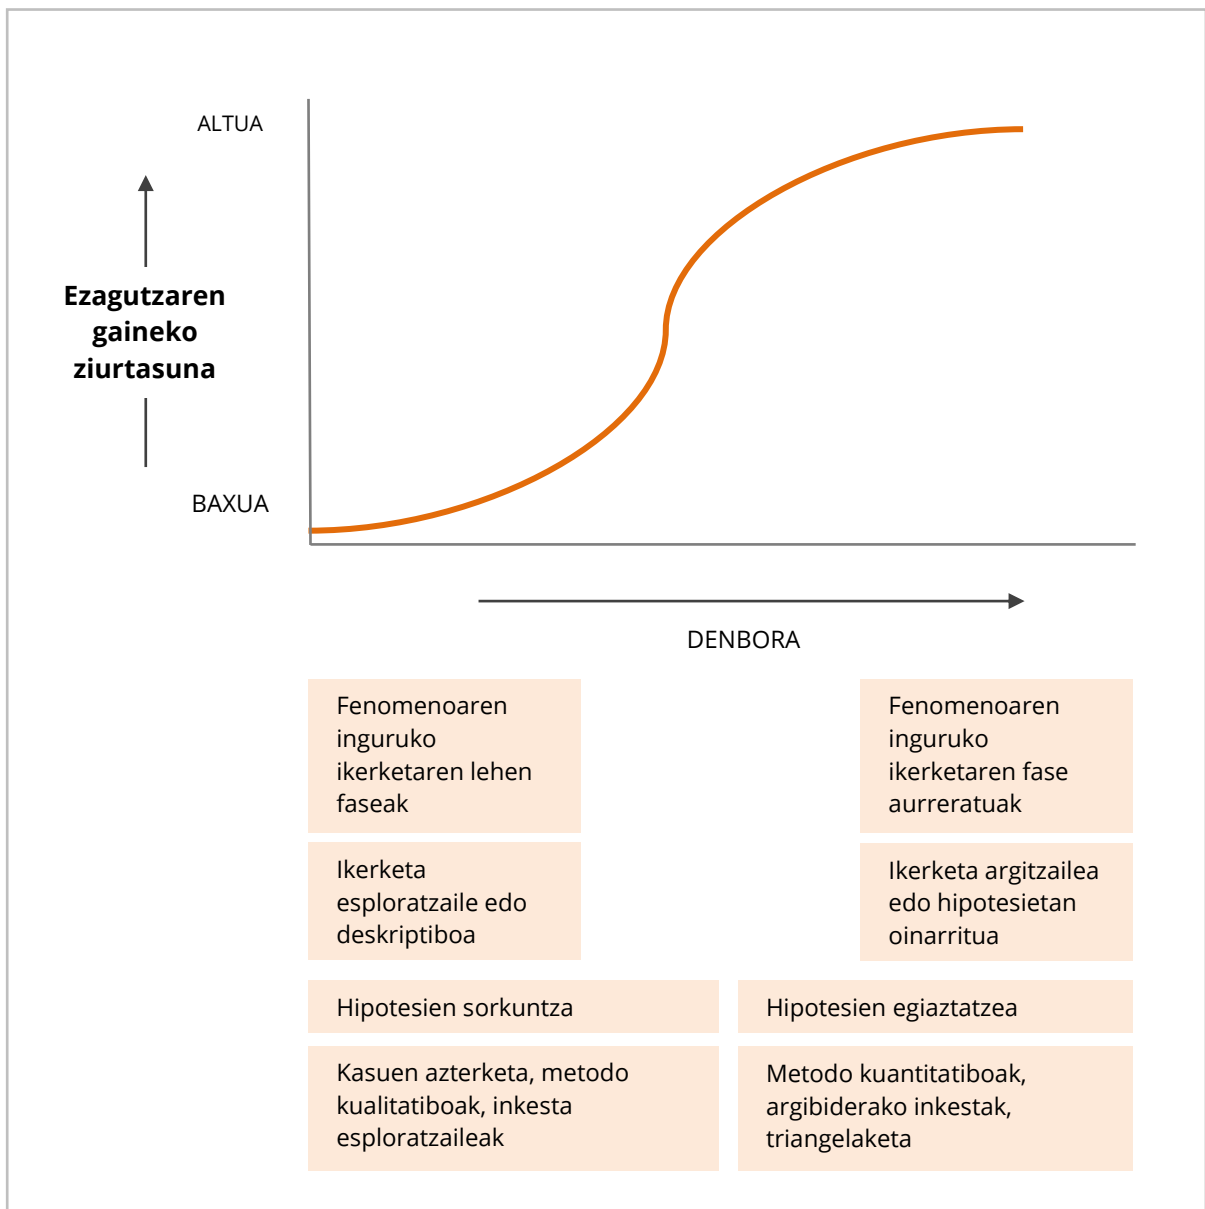 ALTUA
Ezagutzaren
gaineko
ziurtasuna
BAXUA
DENBORA
Fenomenoaren
inguruko
ikerketaren lehen
faseak
Fenomenoaren
inguruko
ikerketaren fase
aurreratuak
Ikerketa
esploratzaile edo
deskriptiboa
Ikerketa argitzailea
edo hipotesietan
oinarritua
Hipotesien sorkuntza
Hipotesien egiaztatzea
Kasuen azterketa, metodo
kualitatiboak, inkesta
esploratzaileak
Metodo kuantitatiboak,
argibiderako inkestak,
triangelaketa